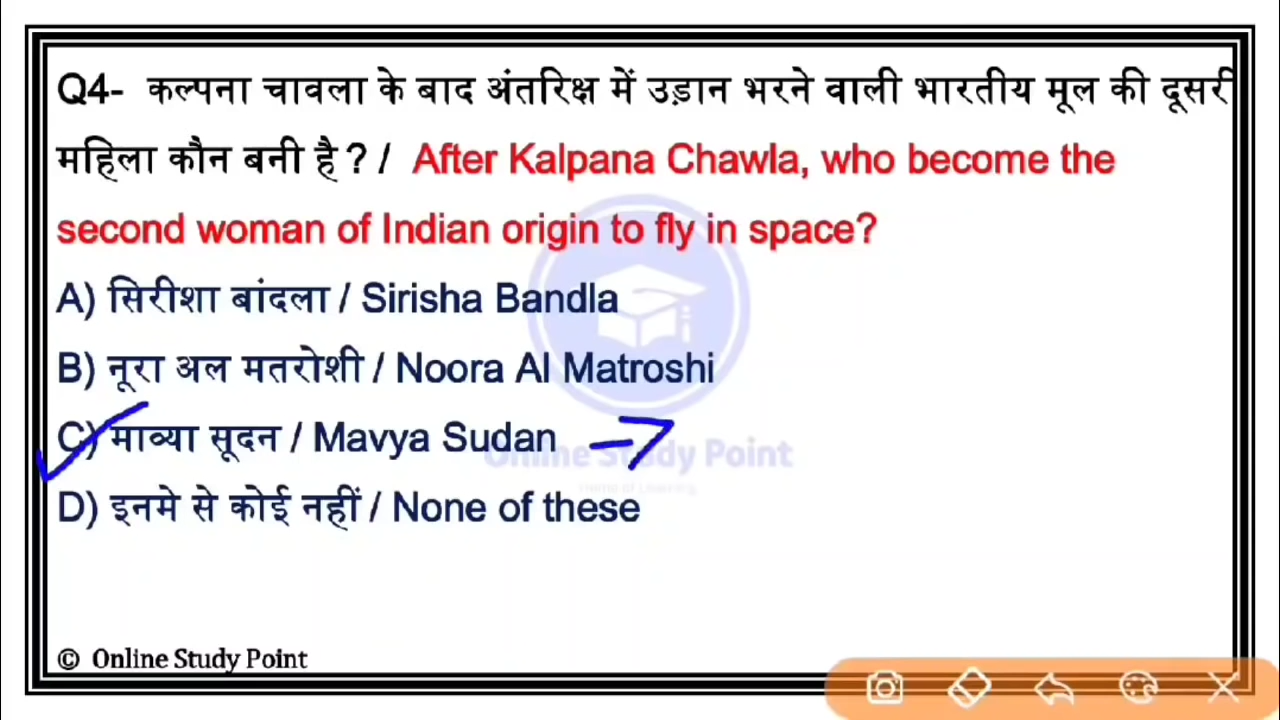 Q4- कल्पना चावला के बाद अंतरिक्ष में उड़ान भरने वाली भारतीय मूल की दूसरी
महिला कौन बनी है ? / After Kalpana Chawla, who become the
second woman of Indian origin to fly in space?
A) सिरीशा बांदला / Sirisha Bandla
B) नूरा अल मतरोशी / Noora Al Matroshi
C) माव्या सूदन / Mavya Sudan
Online Study Point
D) इनमे से कोई नहीं / None of these
© Online Study Point